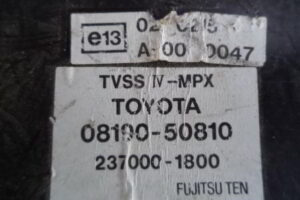 e13
A-00 0047
TVSS IV-MPX
TOYOTA
08190-50810
237000-1800
FUJITSU TEN